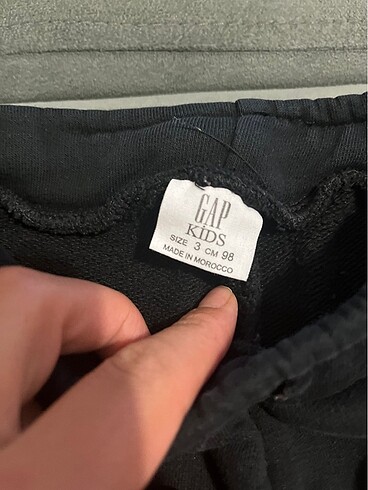 GAP
KiDS
SIZE 3 CM 98
MADE IN MOROCCO